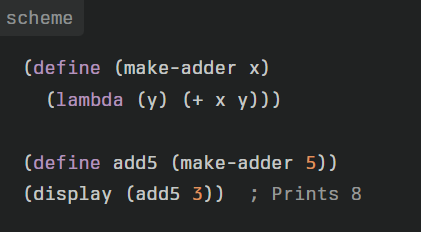 scheme
(define (make-adder x)
  (lambda (y) (+ x y)))
(define add5 (make-adder 5))
(display (add5 3))  ; Prints 8